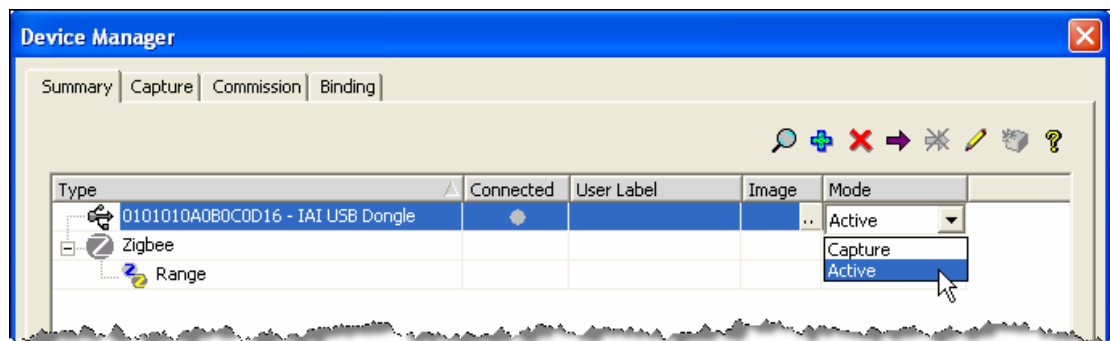 Device Manager
Summary Capture Commission Binding
Type Connected User Label Image Mode
0101010A0B0C0D16 - IAI USB Dongle .. Active
Zigbee Capture
Range Active